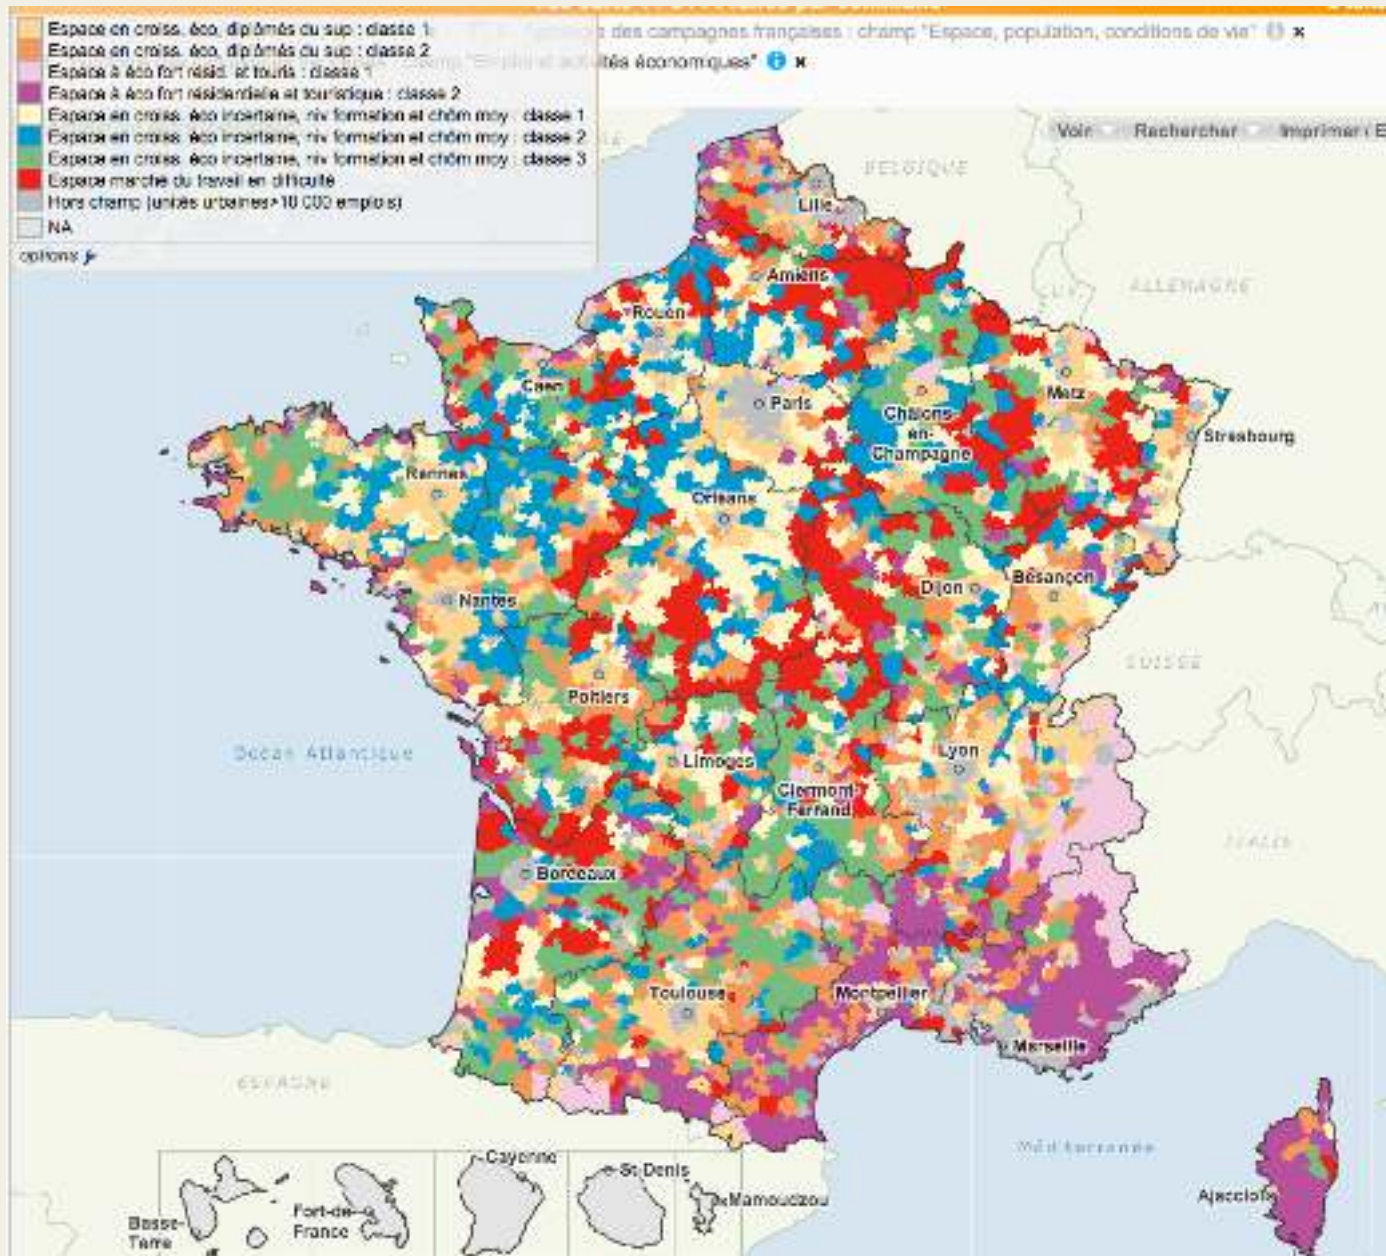 Espace en croiss. éco, diplômés du sup : classe 1
Espace en croiss. éco, diplômés du sup : classe 2
Espace à éco fort résid. et touris : classe 1
Espace à éco fort résidentielle et touristique : classe 2
Espace en croiss. éco incertaine, niv formation et chôm moy : classe 1
Espace en croiss. éco incertaine, niv formation et chôm moy : classe 2
Espace en croiss. éco incertaine, niv formation et chôm moy : classe 3
Espace marché du travail en difficulté
Hors champ (unités urbaines>10 000 emplois)
NA
options
des campagnes françaises : champ "Espace, population, conditions de vie"
"Emploi et activités économiques"
Voir Rechercher Imprimer / E
BELGIQUE
Lille
ALLEMAGNE
Amiens
Rouen
Caen
Paris
Metz
Châlons-
en-
Champagne
Strasbourg
Rennes
Orléans
Nantes
Dijon
Besançon
SUISSE
Poitiers
Océan Atlantique
Limoges
Lyon
Clermont-
Ferrand
ITALIE
Bordeaux
Toulouse
Montpellier
Marseille
ESPAGNE
Méditerranée
Ajaccio
Basse-
Terre
Fort-de-
France
Cayenne
St-Denis
Mamoudzou